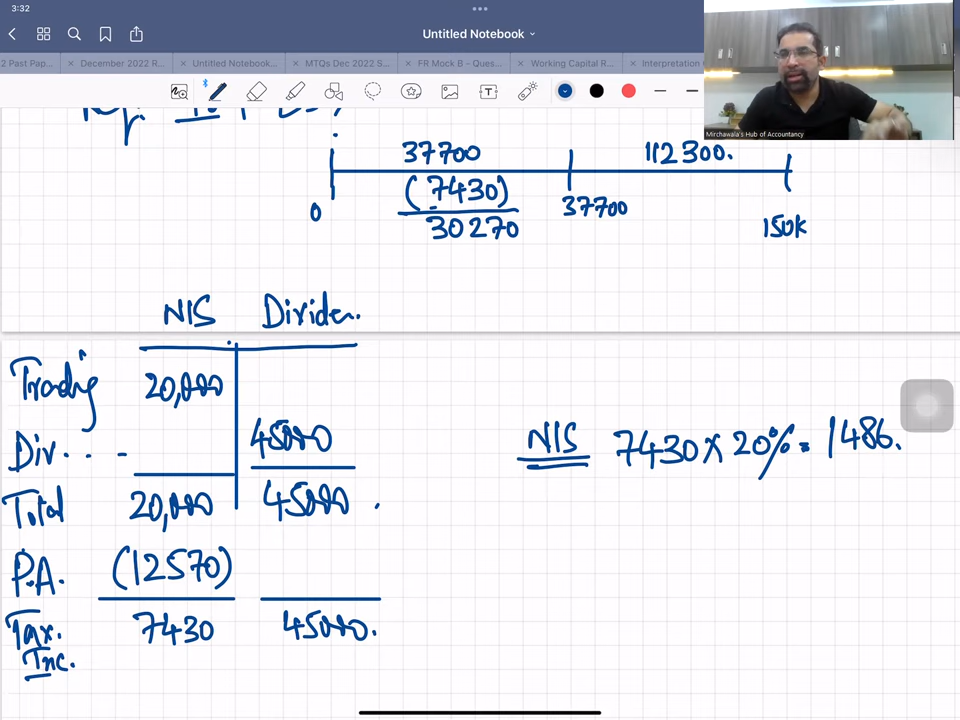 3:32
Untitled Notebook
2 Past Pap...
December 2022 R...
Untitled Notebook...
MTQs Dec 2022 S...
FR Mock B - Ques...
Working Capital R...
Interpretation
Mirchawala's Hub of Accountancy
37700
112300.
(7430)
30270
0
37700
150K
NIS Dividen.
Trading 20,000
Div... - 45000
Total 20,000 45000.
P.A. (12570)
Tax. 7430 45000.
Inc.
NIS 7430 x 20% = 1486.